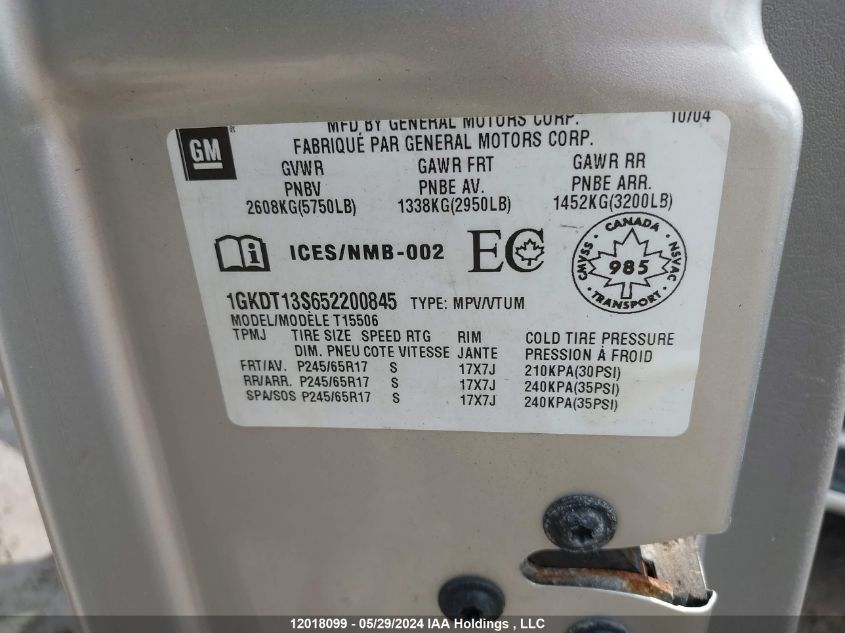 MFD BY GENERAL MOTORS CORP. 10/04
GM
FABRIQUÉ PAR GENERAL MOTORS CORP.
GVWR GAWR FRT GAWR RR
PNBV PNBE AV. PNBE ARR.
2608KG(5750LB) 1338KG(2950LB) 1452KG(3200LB)
i ICES/NMB-002 EC
CANADA
CMVSS 985 NSVAC
TRANSPORT
1GKDT13S652200845 TYPE: MPV/VTUM
MODEL/MODÈLE T15506
TPMJ TIRE SIZE SPEED RTG RIM COLD TIRE PRESSURE
DIM. PNEU COTE VITESSE JANTE PRESSION À FROID
FRT/AV. P245/65R17 S 17X7J 210KPA(30PSI)
RR/ARR. P245/65R17 S 17X7J 240KPA(35PSI)
SPA/SOS P245/65R17 S 17X7J 240KPA(35PSI)
12018099 - 05/29/2024 IAA Holdings , LLC